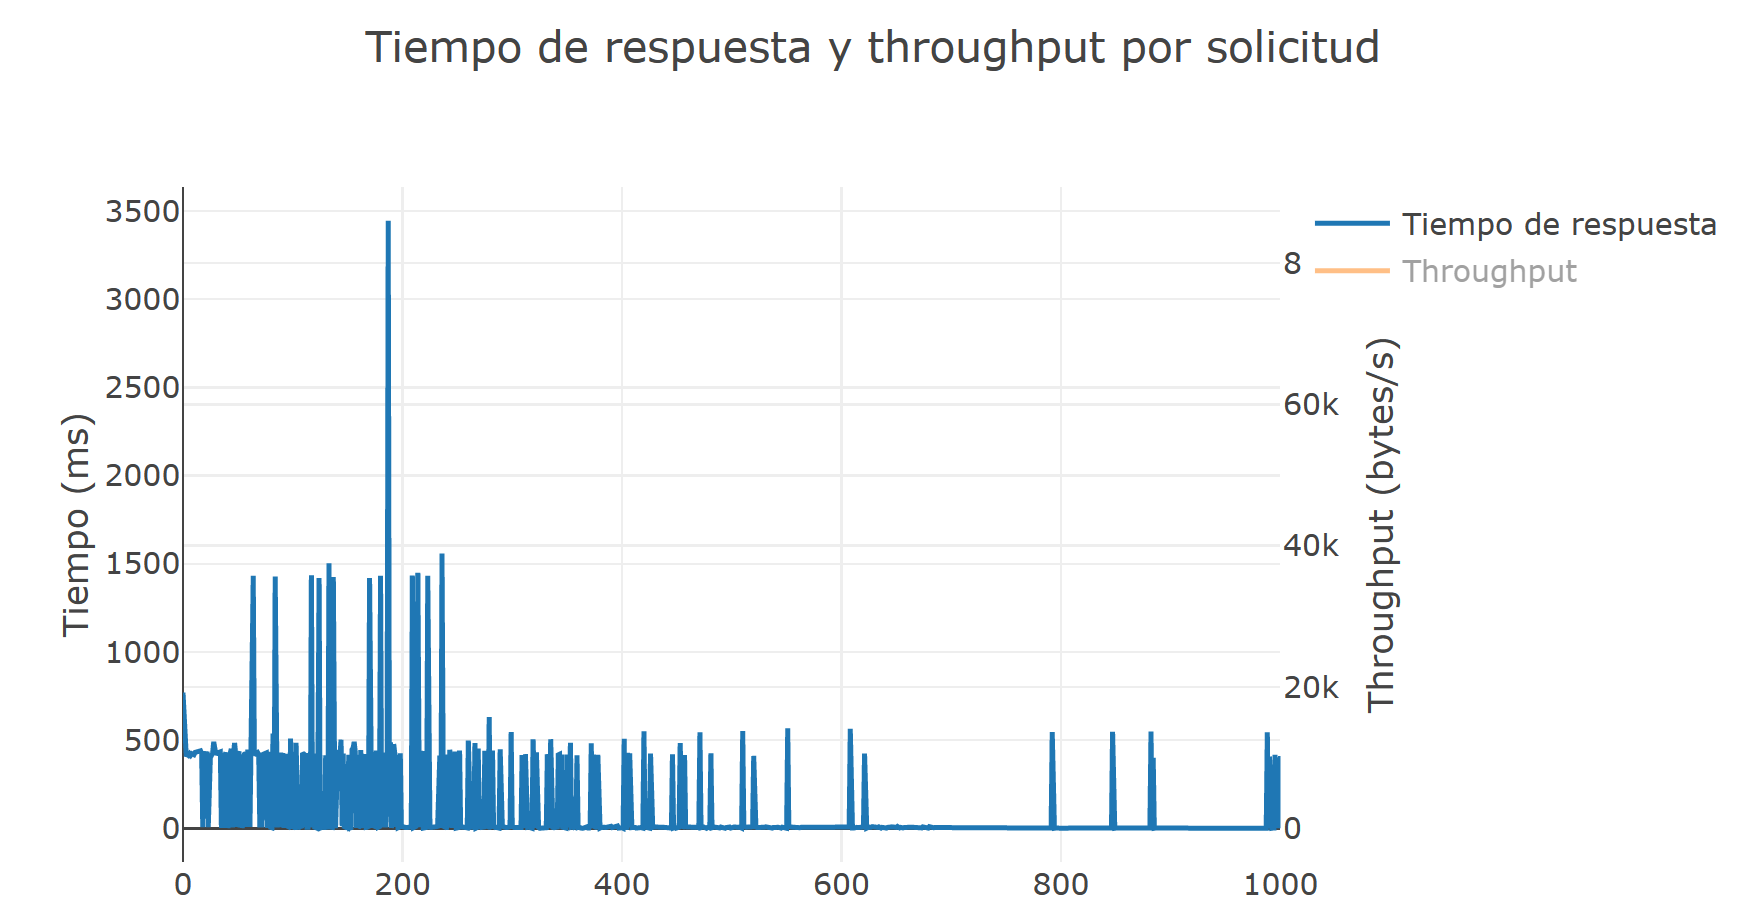 Tiempo de respuesta y throughput por solicitud
3500
3000
2500
2000
1500
1000
500
0
Tiempo (ms)
8
60k
40k
20k
0
Throughput (bytes/s)
Tiempo de respuesta
Throughput
0
200
400
600
800
1000